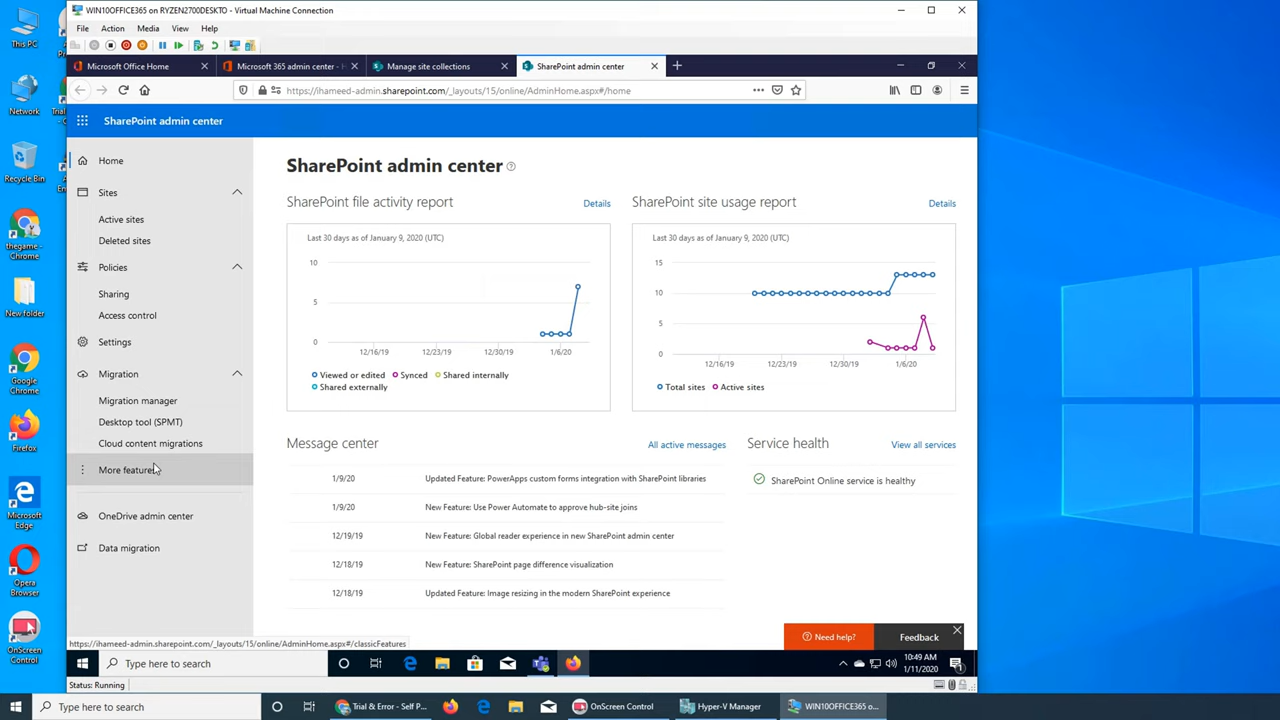 WIN10OFFICE365 on RYZEN2700DESKTO - Virtual Machine Connection
File Action Media View Help
Microsoft Office Home
Microsoft 365 admin center - H
Manage site collections
SharePoint admin center
https://ihameed-admin.sharepoint.com/_layouts/15/online/AdminHome.aspx#/home
SharePoint admin center
Home
Sites
Active sites
Deleted sites
Policies
Sharing
Access control
Settings
Migration
Migration manager
Desktop tool (SPMT)
Cloud content migrations
More features
OneDrive admin center
Data migration
SharePoint admin center
SharePoint file activity report
Details
Last 30 days as of January 9, 2020 (UTC)
10
5
0
12/16/19 12/23/19 12/30/19 1/6/20
Viewed or edited Synced Shared internally
Shared externally
SharePoint site usage report
Details
Last 30 days as of January 9, 2020 (UTC)
15
10
5
0
12/16/19 12/23/19 12/30/19 1/6/20
Total sites Active sites
Message center
All active messages
1/9/20 Updated Feature: PowerApps custom forms integration with SharePoint libraries
1/9/20 New Feature: Use Power Automate to approve hub-site joins
12/19/19 New Feature: Global reader experience in new SharePoint admin center
12/18/19 New Feature: SharePoint page difference visualization
12/18/19 Updated Feature: Image resizing in the modern SharePoint experience
Service health
View all services
SharePoint Online service is healthy
Need help?
Feedback
https://ihameed-admin.sharepoint.com/_layouts/15/online/AdminHome.aspx#/classicFeatures
Type here to search
10:49 AM
1/11/2020
Status: Running
This PC
Network
Recycle Bin
thegame -
Chrome
New folder
Google
Chrome
Firefox
Microsoft
Edge
Opera
Browser
OnScreen
Control
Type here to search
Trial & Error - Self P...
OnScreen Control
Hyper-V Manager
WIN10OFFICE365 o...